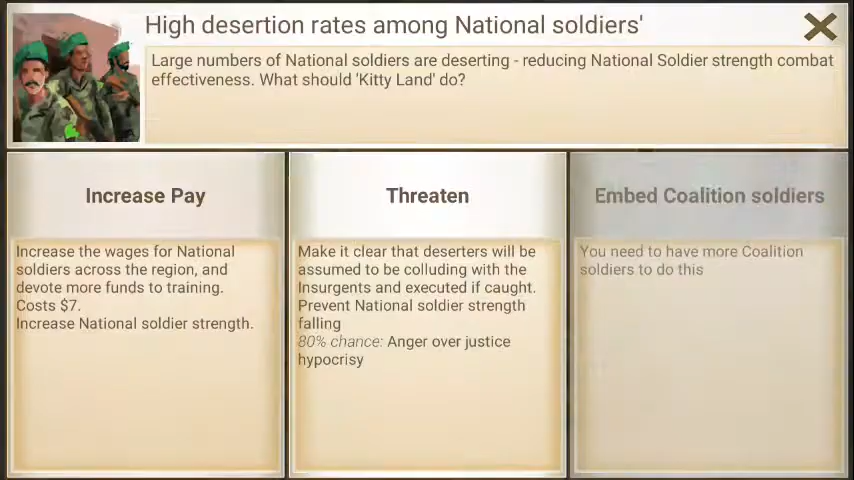 High desertion rates among National soldiers'
Large numbers of National soldiers are deserting - reducing National Soldier strength combat
effectiveness. What should 'Kitty Land' do?
Increase Pay
Increase the wages for National
soldiers across the region, and
devote more funds to training.
Costs $7.
Increase National soldier strength.
Threaten
Make it clear that deserters will be
assumed to be colluding with the
Insurgents and executed if caught.
Prevent National soldier strength
falling
80% chance: Anger over justice
hypocrisy
Embed Coalition soldiers
You need to have more Coalition
soldiers to do this